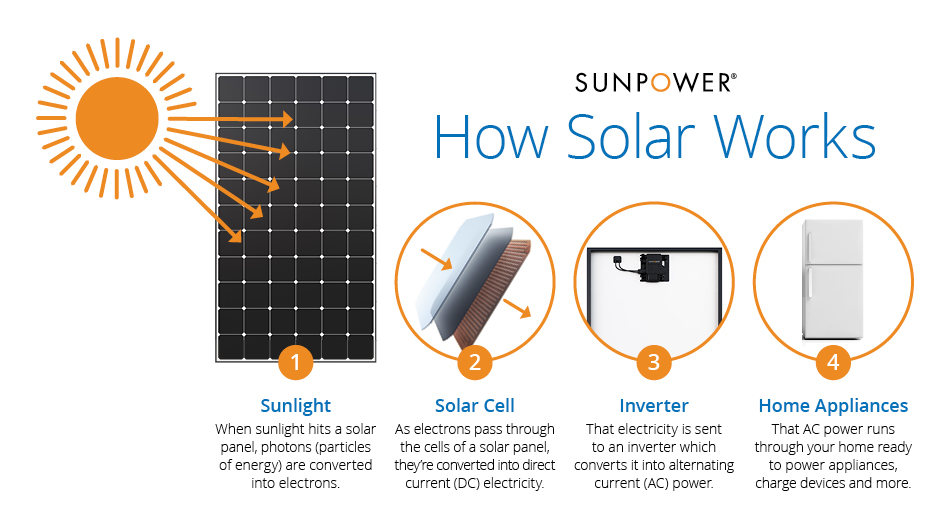 SUNPOWER®
How Solar Works
1
Sunlight
When sunlight hits a solar
panel, photons (particles
of energy) are converted
into electrons.
2
Solar Cell
As electrons pass through
the cells of a solar panel,
they're converted into direct
current (DC) electricity.
3
Inverter
That electricity is sent
to an inverter which
converts it into alternating
current (AC) power.
4
Home Appliances
That AC power runs
through your home ready
to power appliances,
charge devices and more.